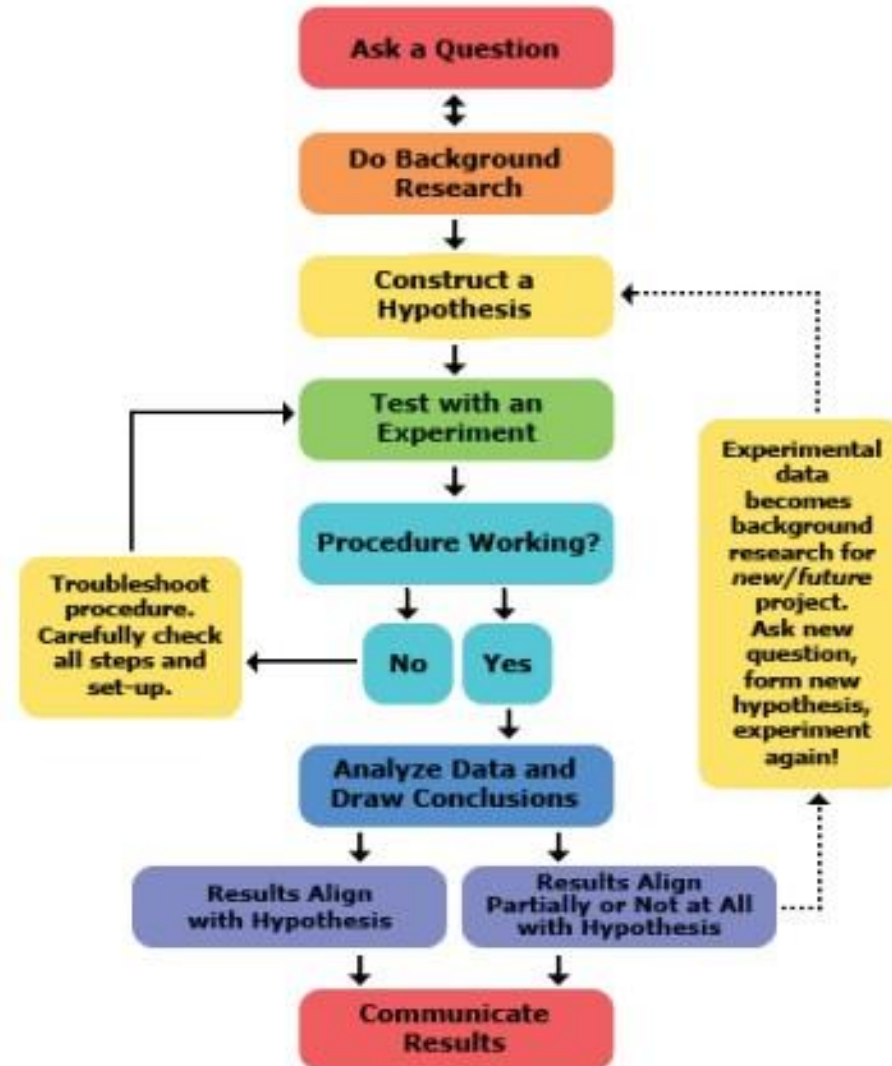 Ask a Question
Do Background
Research
Construct a
Hypothesis
Test with an
Experiment
Procedure Working?
No
Yes
Troubleshoot
procedure.
Carefully check
all steps and
set-up.
Experimental
data
becomes
background
research for
new/future
project.
Ask new
question,
form new
hypothesis,
experiment
again!
Analyze Data and
Draw Conclusions
Results Align
with Hypothesis
Results Align
Partially or Not at All
with Hypothesis
Communicate
Results